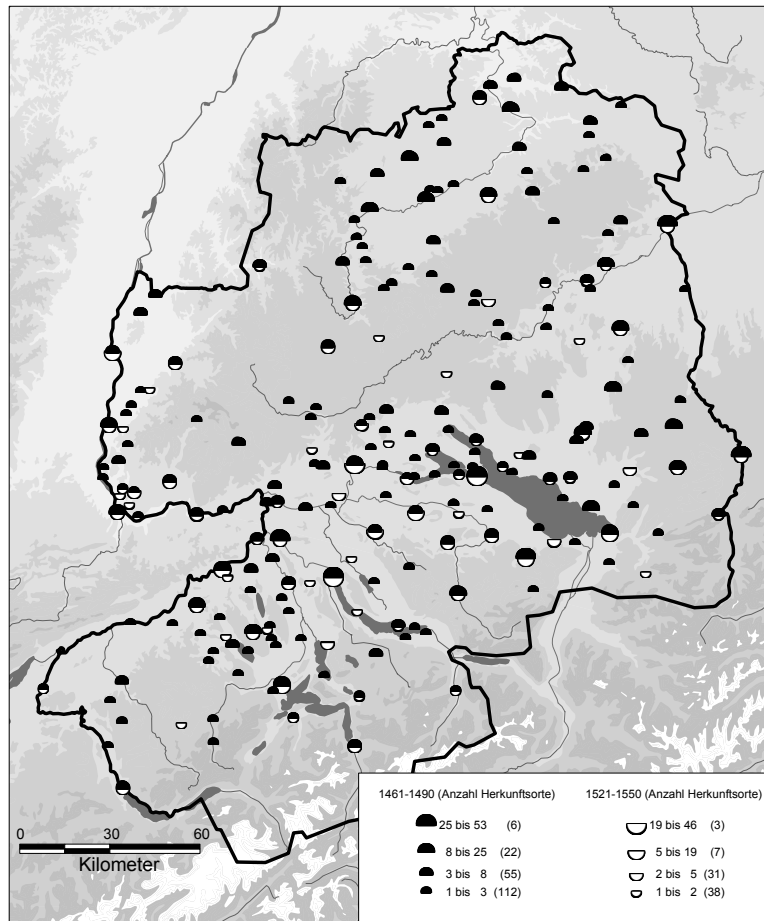 1461-1490 (Anzahl Herkunftsorte) 1521-1550 (Anzahl Herkunftsorte)
25 bis 53 (6) 19 bis 46 (3)
8 bis 25 (22) 5 bis 19 (7)
3 bis 8 (55) 2 bis 5 (31)
1 bis 3 (112) 1 bis 2 (38)
0 30 60
Kilometer